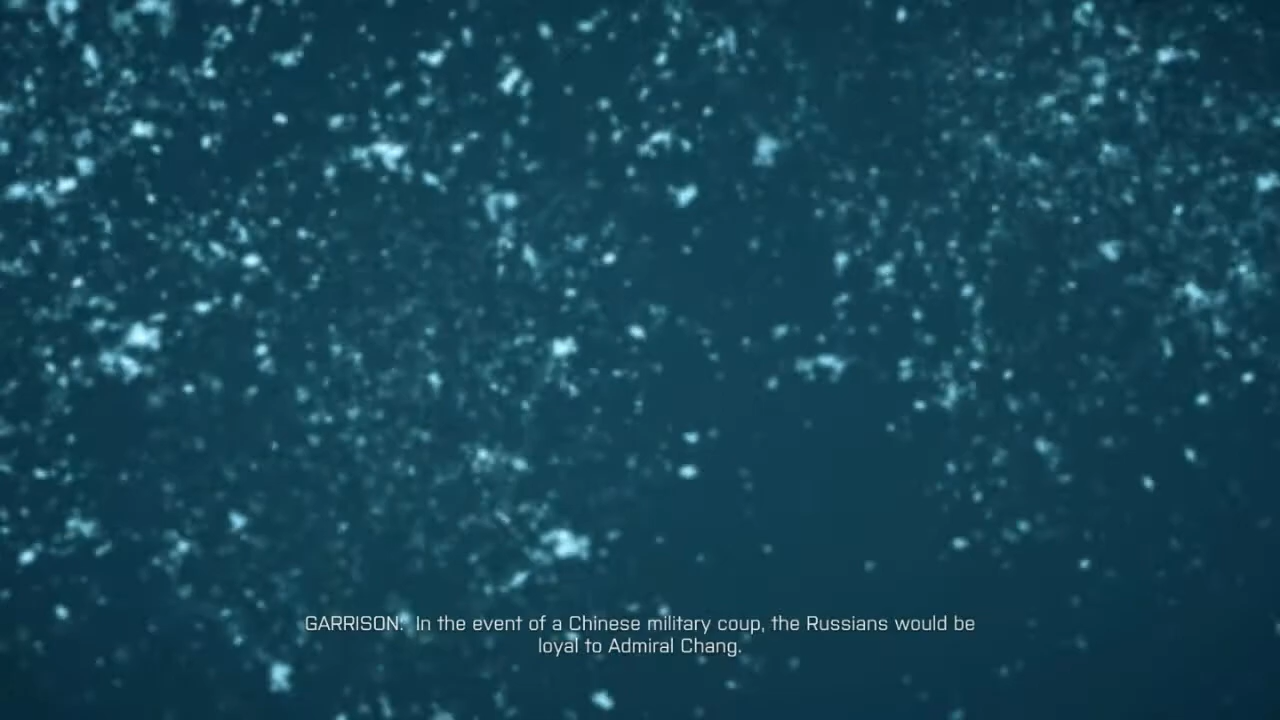 GARRISON: In the event of a Chinese military coup, the Russians would be
loyal to Admiral Chang.